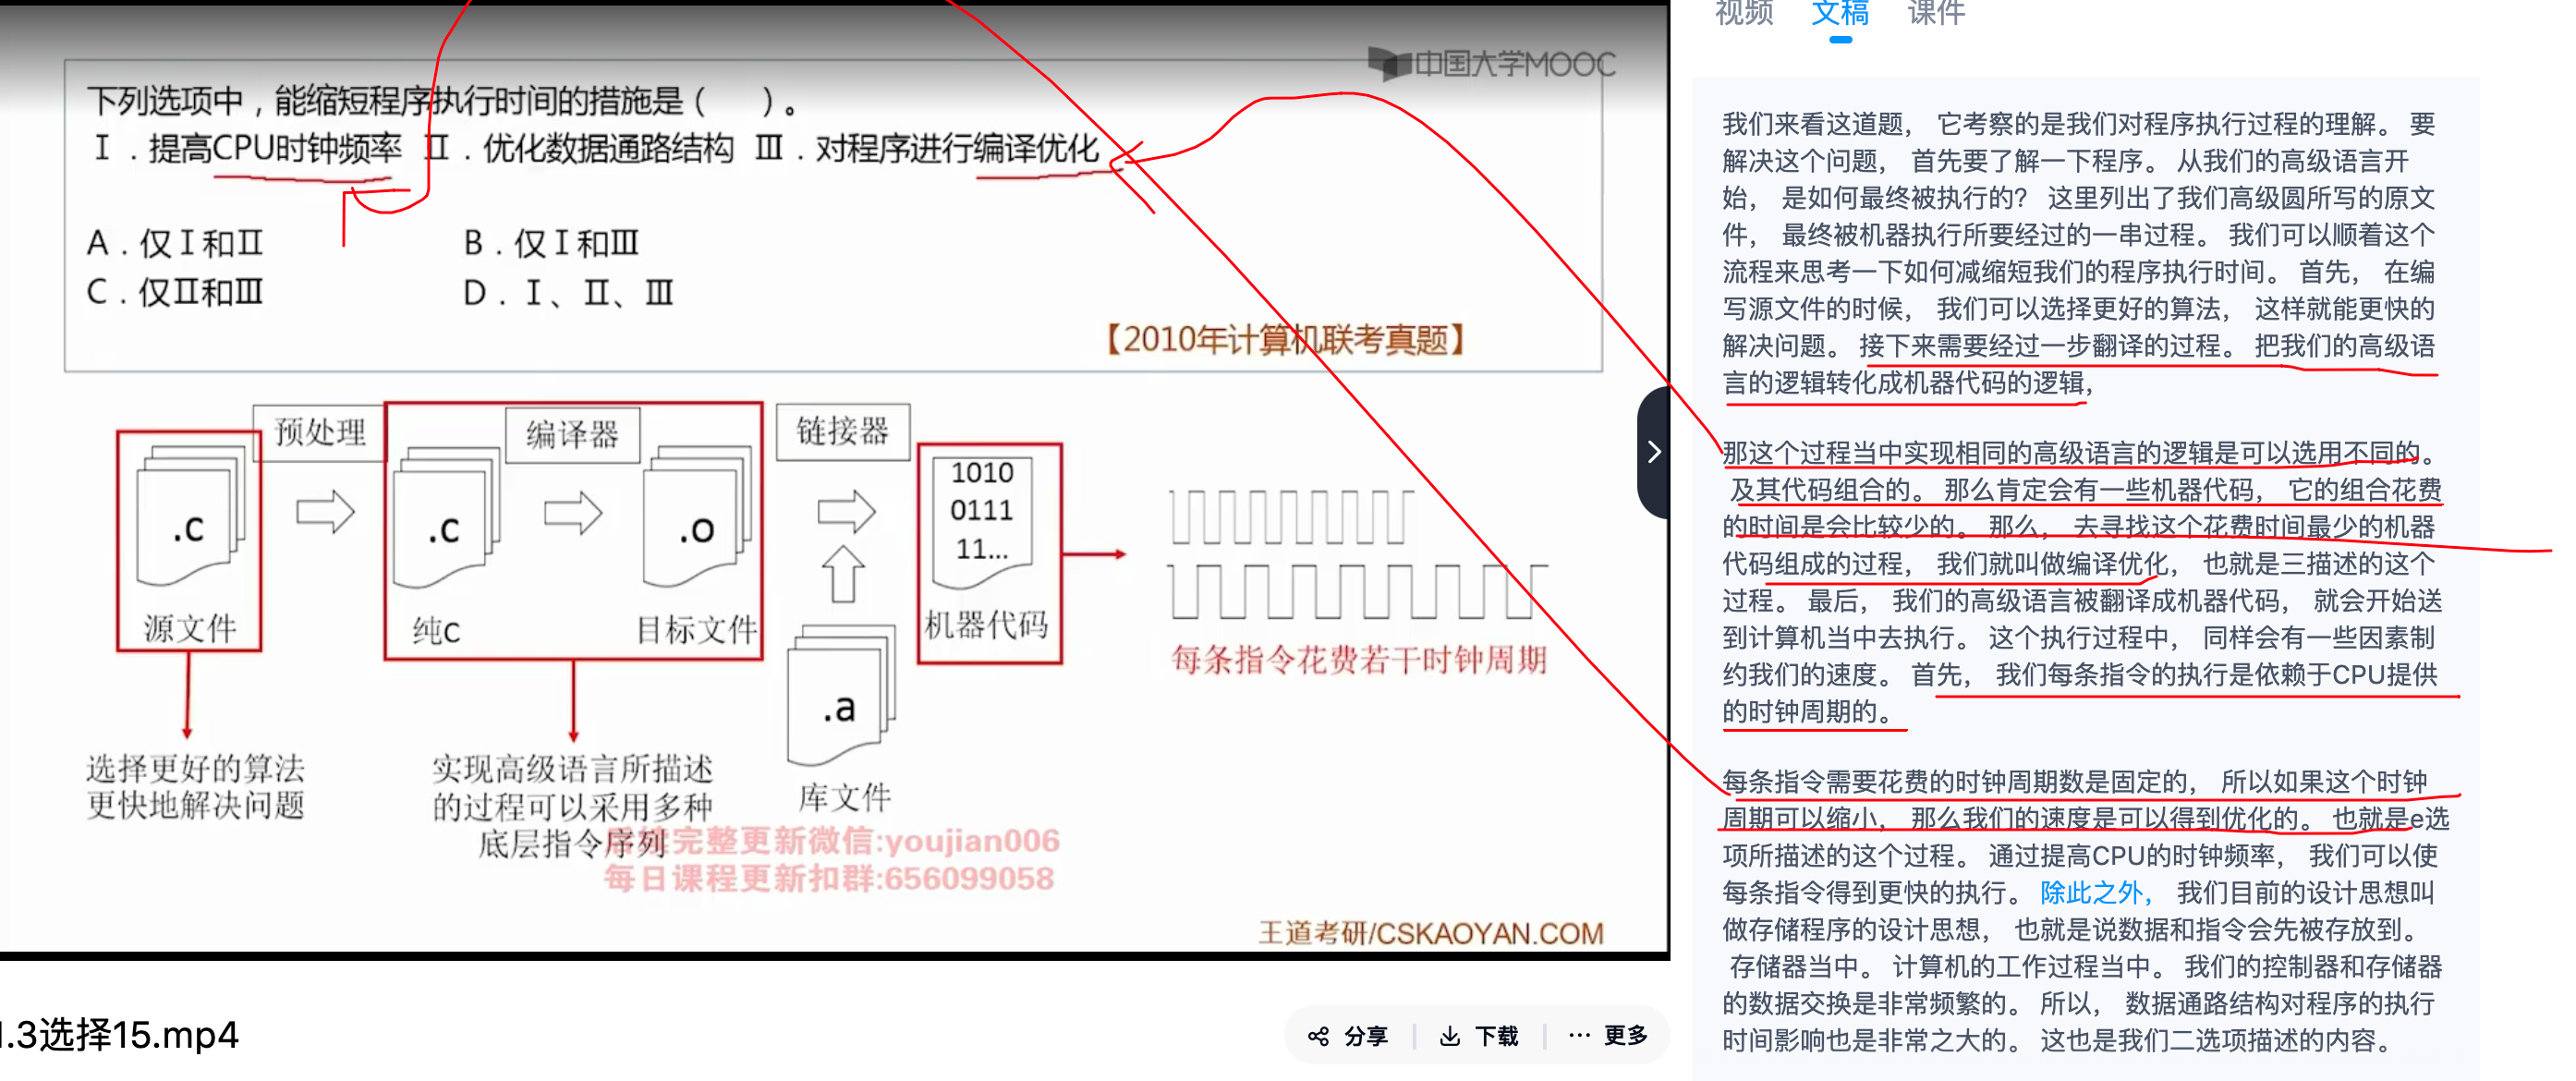 中国大学MOOC
下列选项中，能缩短程序执行时间的措施是（　　）。
Ⅰ．提高CPU时钟频率 Ⅱ．优化数据通路结构 Ⅲ．对程序进行编译优化
A．仅Ⅰ和Ⅱ B．仅Ⅰ和Ⅲ
C．仅Ⅱ和Ⅲ D．Ⅰ、Ⅱ、Ⅲ
【2010年计算机联考真题】
预处理
编译器
链接器
.c
.c
.o
1010
0111
11...
源文件
纯C
目标文件
机器代码
每条指令花费若干时钟周期
.a
库文件
选择更好的算法
更快地解决问题
实现高级语言所描述
的过程可以采用多种
底层指令序列
完整更新微信:youjian006
每日课程更新扣群:656099058
王道考研/CSKAOYAN.COM
.3选择15.mp4
分享
下载
更多
视频 文稿 课件
我们来看这道题， 它考察的是我们对程序执行过程的理解。 要
解决这个问题， 首先要了解一下程序。 从我们的高级语言开
始， 是如何最终被执行的? 这里列出了我们高级圆所写的原文
件， 最终被机器执行所要经过的一串过程。 我们可以顺着这个
流程来思考一下如何减缩短我们的程序执行时间。 首先， 在编
写源文件的时候， 我们可以选择更好的算法， 这样就能更快的
解决问题。 接下来需要经过一步翻译的过程。 把我们的高级语
言的逻辑转化成机器代码的逻辑，
那这个过程当中实现相同的高级语言的逻辑是可以选用不同的。
及其代码组合的。 那么肯定会有一些机器代码， 它的组合花费
的时间是会比较少的。 那么， 去寻找这个花费时间最少的机器
代码组成的过程， 我们就叫做编译优化， 也就是三描述的这个
过程。 最后， 我们的高级语言被翻译成机器代码， 就会开始送
到计算机当中去执行。 这个执行过程中， 同样会有一些因素制
约我们的速度。 首先， 我们每条指令的执行是依赖于CPU提供
的时钟周期的。
每条指令需要花费的时钟周期数是固定的， 所以如果这个时钟
周期可以缩小， 那么我们的速度是可以得到优化的。 也就是e选
项所描述的这个过程。 通过提高CPU的时钟频率， 我们可以使
每条指令得到更快的执行。 除此之外， 我们目前的设计思想叫
做存储程序的设计思想， 也就是说数据和指令会先被存放到。
存储器当中。 计算机的工作过程当中。 我们的控制器和存储器
的数据交换是非常频繁的。 所以， 数据通路结构对程序的执行
时间影响也是非常之大的。 这也是我们二选项描述的内容。